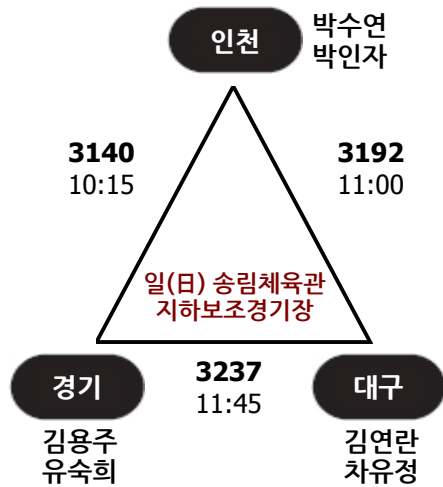 인천
박수연
박인자
3140
10:15
3192
11:00
일(日) 송림체육관
지하보조경기장
경기
3237
11:45
대구
김용주
유숙희
김연란
차유정